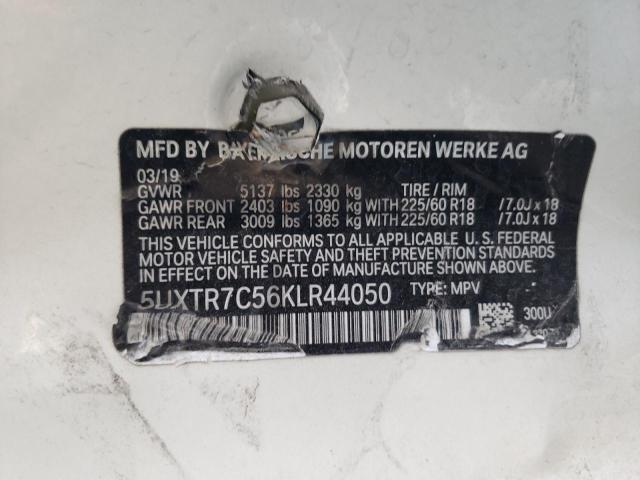 MFD BY BAYERISCHE MOTOREN WERKE AG
03/19
GVWR 5137 lbs 2330 kg TIRE / RIM
GAWR FRONT 2403 lbs 1090 kg WITH 225/60 R18 /7.0J x 18
GAWR REAR 3009 lbs 1365 kg WITH 225/60 R18 /7.0J x 18
THIS VEHICLE CONFORMS TO ALL APPLICABLE U.S. FEDERAL
MOTOR VEHICLE SAFETY AND THEFT PREVENTION STANDARDS
IN EFFECT ON THE DATE OF MANUFACTURE SHOWN ABOVE.
5UXTR7C56KLR44050 TYPE: MPV
300U